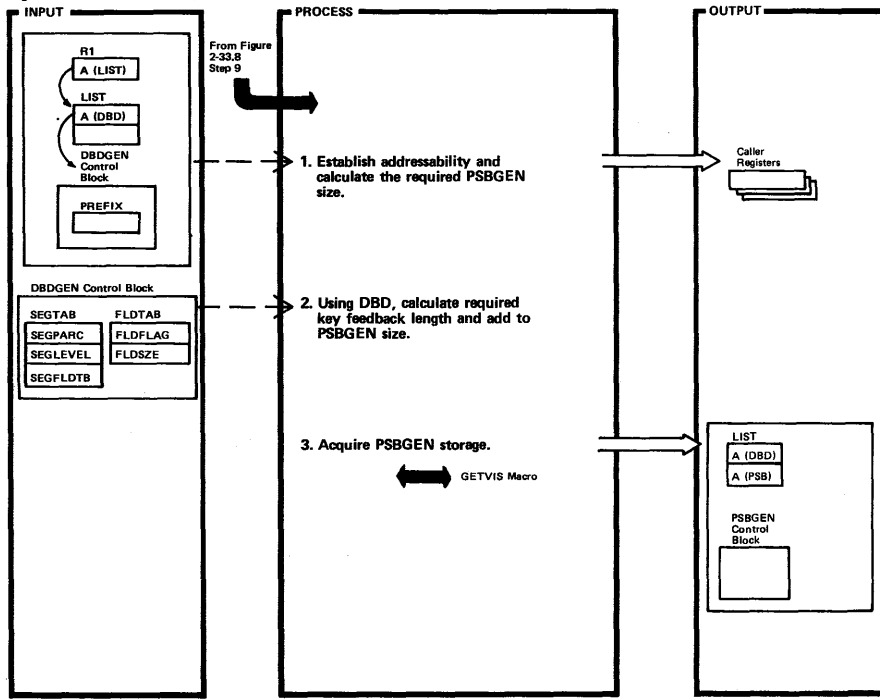 INPUT
R1
A (LIST)
LIST
A (DBD)
DBDGEN
Control
Block
PREFIX
DBDGEN Control Block
SEGTAB
SEGPARC
SEGLEVEL
SEGFLDTB
FLDTAB
FLDFLAG
FLDSZE
PROCESS
From Figure
2-33.8
Step 9
1. Establish addressability and
calculate the required PSBGEN
size.
2. Using DBD, calculate required
key feedback length and add to
PSBGEN size.
3. Acquire PSBGEN storage.
GETVIS Macro
OUTPUT
Caller
Registers
LIST
A (DBD)
A (PSB)
PSBGEN
Control
Block